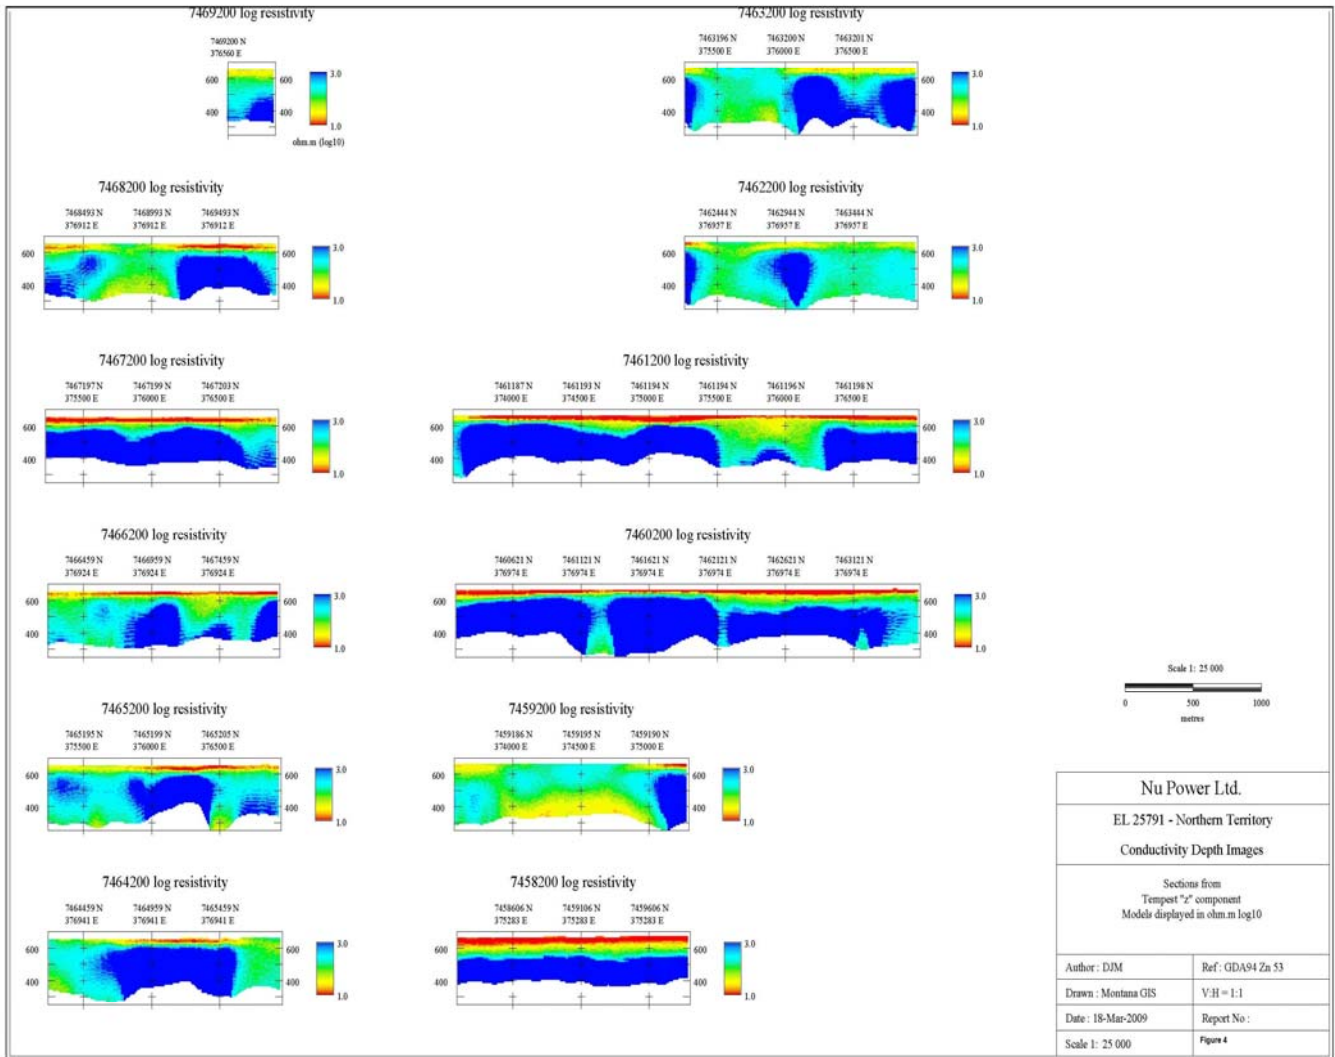 7469200 log resistivity
7469200 N
376560 E
600
400
600
400
3.0
1.0
ohm.m (log10)
7468200 log resistivity
7468493 N 7468993 N 7469493 N
376912 E 376912 E 376912 E
600
400
600
400
3.0
1.0
7467200 log resistivity
7467197 N 7467199 N 7467203 N
375500 E 376000 E 376500 E
600
400
600
400
3.0
1.0
7466200 log resistivity
7466459 N 7466959 N 7467459 N
376924 E 376924 E 376924 E
600
400
600
400
3.0
1.0
7465200 log resistivity
7465195 N 7465199 N 7465205 N
375500 E 376000 E 376500 E
600
400
600
400
3.0
1.0
7464200 log resistivity
7464459 N 7464959 N 7465459 N
376941 E 376941 E 376941 E
600
400
600
400
3.0
1.0
7463200 log resistivity
7463196 N 7463200 N 7463201 N
375500 E 376000 E 376500 E
600
400
600
400
3.0
1.0
7462200 log resistivity
7462444 N 7462944 N 7463444 N
376957 E 376957 E 376957 E
600
400
600
400
3.0
1.0
7461200 log resistivity
7461187 N 7461193 N 7461194 N 7461194 N 7461196 N 7461198 N
374000 E 374500 E 375000 E 375500 E 376000 E 376500 E
600
400
600
400
3.0
1.0
7460200 log resistivity
7460621 N 7461121 N 7461621 N 7462121 N 7462621 N 7463121 N
376974 E 376974 E 376974 E 376974 E 376974 E 376974 E
600
400
600
400
3.0
1.0
7459200 log resistivity
7459186 N 7459195 N 7459190 N
374000 E 374500 E 375000 E
600
400
600
400
3.0
1.0
7458200 log resistivity
7458606 N 7459106 N 7459606 N
375283 E 375283 E 375283 E
600
400
600
400
3.0
1.0
Scale 1: 25 000
0 500 1000
metres
Nu Power Ltd.
EL 25791 - Northern Territory
Conductivity Depth Images
Sections from
Tempest "z" component
Models displayed in ohm.m log10
Author : DJM Ref : GDA94 Zn 53
Drawn : Montana GIS V:H = 1:1
Date : 18-Mar-2009 Report No :
Scale 1: 25 000 Figure 4